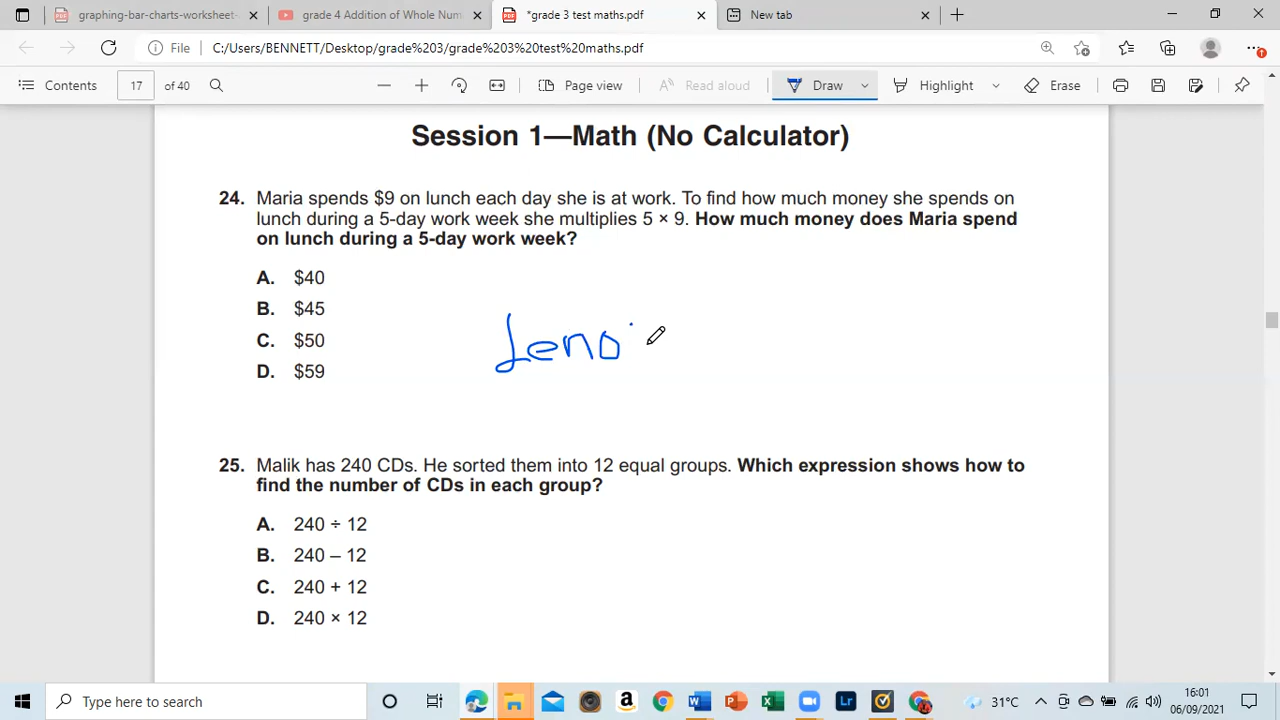 graphing-bar-charts-worksheet-
grade 4 Addition of Whole Num
*grade 3 test maths.pdf
New tab
File
C:/Users/BENNETT/Desktop/grade%203/grade%203%20test%20maths.pdf
Contents
17 of 40
Page view
Read aloud
Draw
Highlight
Erase
Session 1—Math (No Calculator)
24. Maria spends $9 on lunch each day she is at work. To find how much money she spends on
lunch during a 5-day work week she multiplies 5 × 9. How much money does Maria spend
on lunch during a 5-day work week?
A. $40
B. $45
C. $50
D. $59
Leno
25. Malik has 240 CDs. He sorted them into 12 equal groups. Which expression shows how to
find the number of CDs in each group?
A. 240 ÷ 12
B. 240 – 12
C. 240 + 12
D. 240 × 12
Type here to search
31°C
16:01
06/09/2021